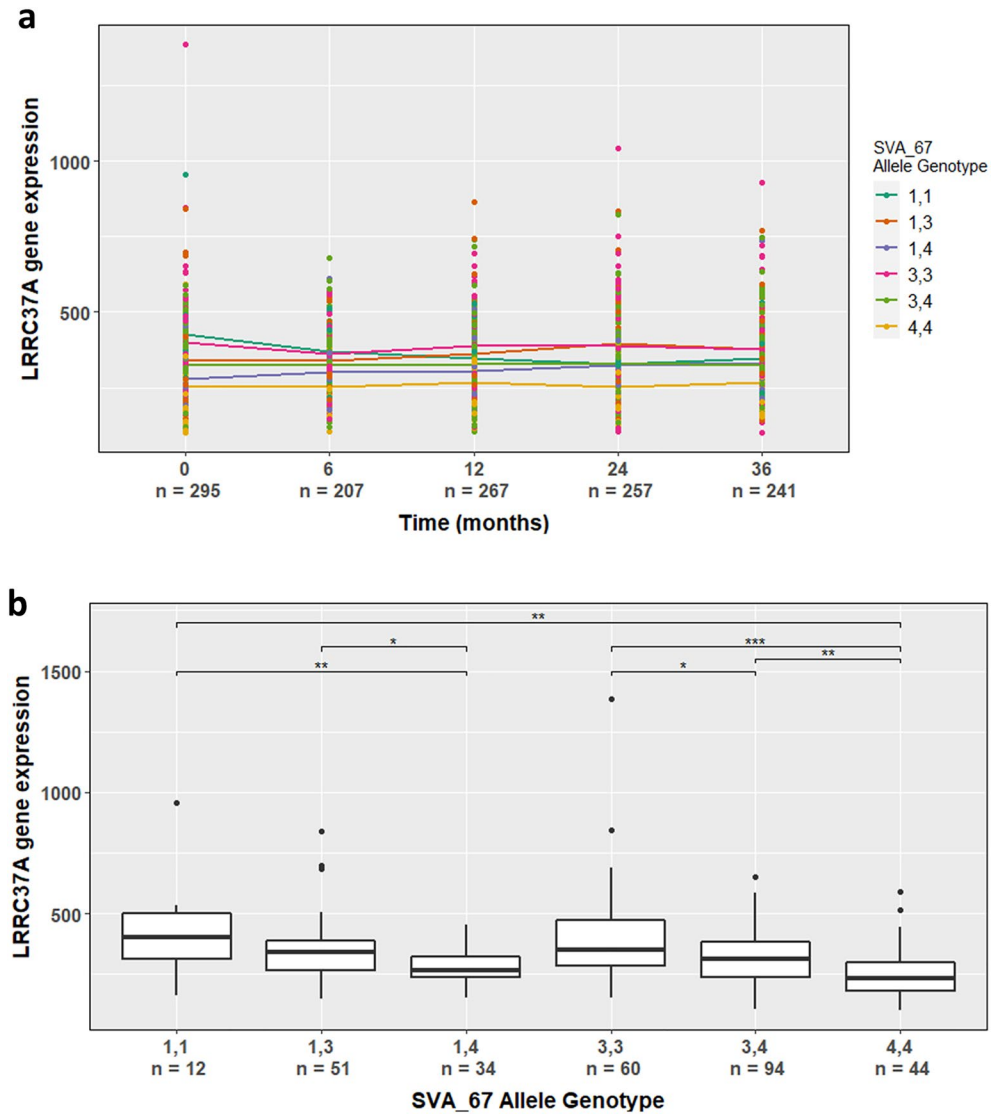 a
LRRC37A gene expression
1000
500
0 6 12 24 36
n = 295 n = 207 n = 267 n = 257 n = 241
Time (months)
SVA_67
Allele Genotype
1,1
1,3
1,4
3,3
3,4
4,4
b
LRRC37A gene expression
1500
1000
500
**
* ***
**
** *
1,1 1,3 1,4 3,3 3,4 4,4
n = 12 n = 51 n = 34 n = 60 n = 94 n = 44
SVA_67 Allele Genotype